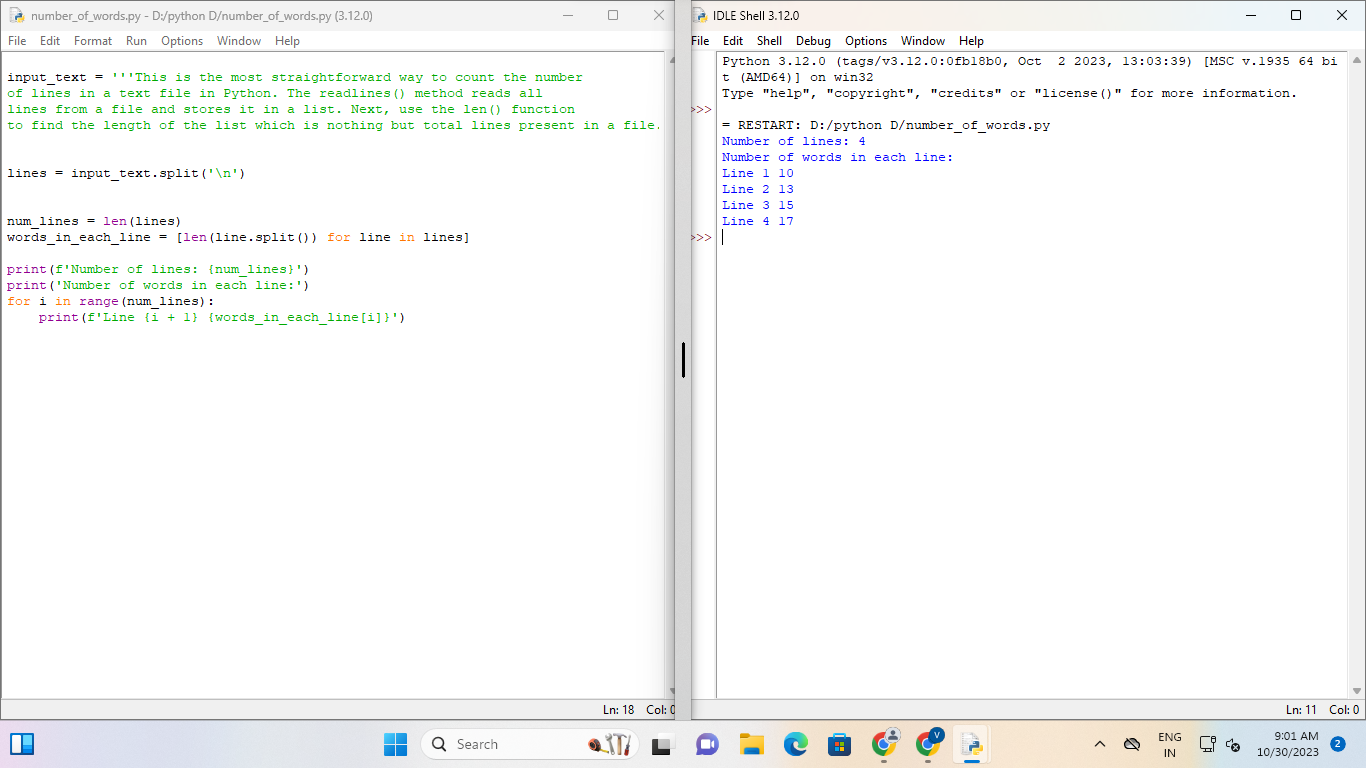 number_of_words.py - D:/python D/number_of_words.py (3.12.0)
File Edit Format Run Options Window Help
input_text = '''This is the most straightforward way to count the number
of lines in a text file in Python. The readlines() method reads all
lines from a file and stores it in a list. Next, use the len() function
to find the length of the list which is nothing but total lines present in a file.
lines = input_text.split('\n')
num_lines = len(lines)
words_in_each_line = [len(line.split()) for line in lines]
print(f'Number of lines: {num_lines}')
print('Number of words in each line:')
for i in range(num_lines):
    print(f'Line {i + 1} {words_in_each_line[i]}')
Ln: 18 Col: 0
IDLE Shell 3.12.0
File Edit Shell Debug Options Window Help
Python 3.12.0 (tags/v3.12.0:0fb18b0, Oct  2 2023, 13:03:39) [MSC v.1935 64 bi
t (AMD64)] on win32
Type "help", "copyright", "credits" or "license()" for more information.
>>>
= RESTART: D:/python D/number_of_words.py
Number of lines: 4
Number of words in each line:
Line 1 10
Line 2 13
Line 3 15
Line 4 17
>>>
Ln: 11 Col: 0
Search
V
ENG
IN
9:01 AM
10/30/2023
2